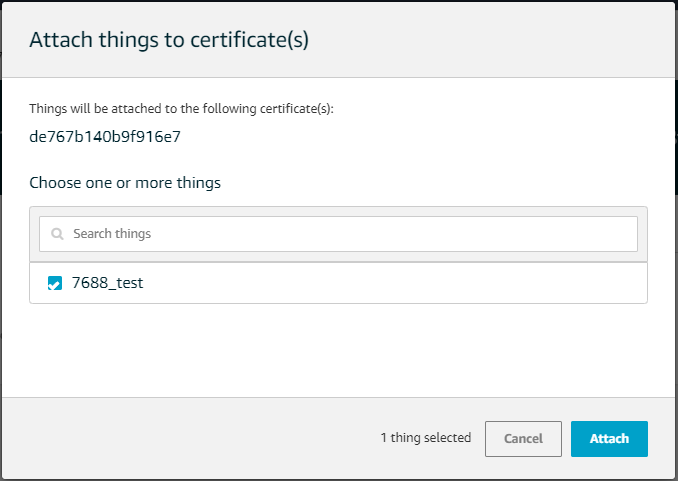 Attach things to certificate(s)
Things will be attached to the following certificate(s):
de767b140b9f916e7
Choose one or more things
Search things
7688_test
1 thing selected
Cancel
Attach